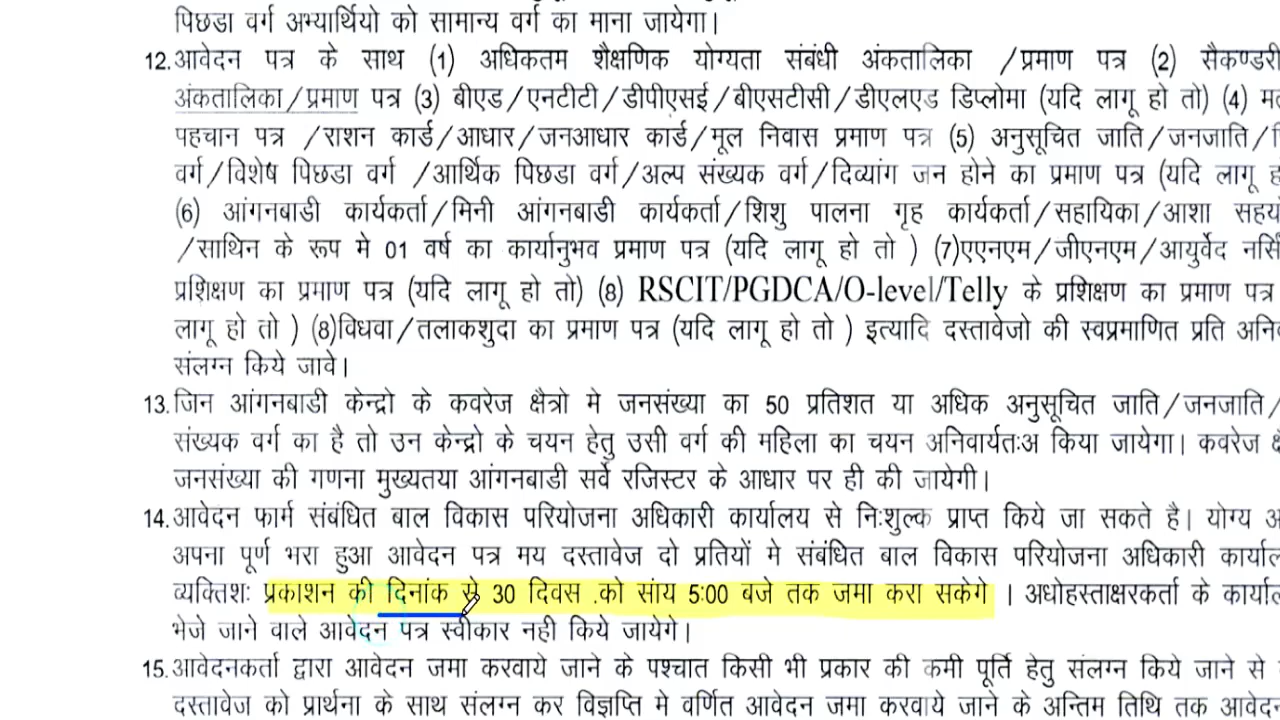 पिछडा वर्ग अभ्यार्थियो को सामान्य वर्ग का माना जायेगा।
12. आवेदन पत्र के साथ (1) अधिकतम शैक्षणिक योग्यता संबंधी अंकतालिका /प्रमाण पत्र (2) सैकण्डरी
अंकतालिका/प्रमाण पत्र (3) बीएड/एनटीटी/डीपीएसई/बीएसटीसी/डीएलएड डिप्लोमा (यदि लागू हो तो) (4)
पहचान पत्र /राशन कार्ड/आधार/जनआधार कार्ड/मूल निवास प्रमाण पत्र (5) अनुसूचित जाति/जनजाति/
वर्ग/विशेष पिछडा वर्ग /आर्थिक पिछडा वर्ग/अल्प संख्यक वर्ग/दिव्यांग जन होने का प्रमाण पत्र (यदि लागू
(6) आंगनबाडी कार्यकर्ता/मिनी आंगनबाडी कार्यकर्ता/शिशु पालना गृह कार्यकर्ता/सहायिका/आशा
/साथिन के रूप मे 01 वर्ष का कार्यानुभव प्रमाण पत्र (यदि लागू हो तो ) (7)एएनएम/जीएनएम/आयुर्वेद
प्रशिक्षण का प्रमाण पत्र (यदि लागू हो तो) (8) RSCIT/PGDCA/O-level/Telly के प्रशिक्षण का प्रमाण पत्र
लागू हो तो ) (8)विधवा/तलाकशुदा का प्रमाण पत्र (यदि लागू हो तो ) इत्यादि दस्तावेजो की स्वप्रमाणित प्रति
संलग्न किये जावे।
13. जिन आंगनबाडी केन्द्रो के कवरेज क्षैत्रो मे जनसंख्या का 50 प्रतिशत या अधिक अनुसूचित जाति/जनजाति/
संख्यक वर्ग का है तो उन केन्द्रो के चयन हेतु उसी वर्ग की महिला का चयन अनिवार्यतःअ किया जायेगा। कवरेज
जनसंख्या की गणना मुख्यतया आंगनबाडी सर्वे रजिस्टर के आधार पर ही की जायेगी।
14. आवेदन फार्म संबंधित बाल विकास परियोजना अधिकारी कार्यालय से निःशुल्क प्राप्त किये जा सकते है। योग्य
अपना पूर्ण भरा हुआ आवेदन पत्र मय दस्तावेज दो प्रतियों मे संबंधित बाल विकास परियोजना अधिकारी
व्यक्तिशः प्रकाशन की दिनांक से 30 दिवस .को सांय 5:00 बजे तक जमा करा सकेगे । अधोहस्ताक्षरकर्ता के
भेजे जाने वाले आवेदन पत्र स्वीकार नही किये जायेगे।
15. आवेदनकर्ता द्वारा आवेदन जमा करवाये जाने के पश्चात किसी भी प्रकार की कमी पूर्ति हेतु संलग्न किये जाने से
दस्तावेज को प्रार्थना के साथ संलग्न कर विज्ञप्ति मे वर्णित आवेदन जमा करवाये जाने के अन्तिम तिथि तक